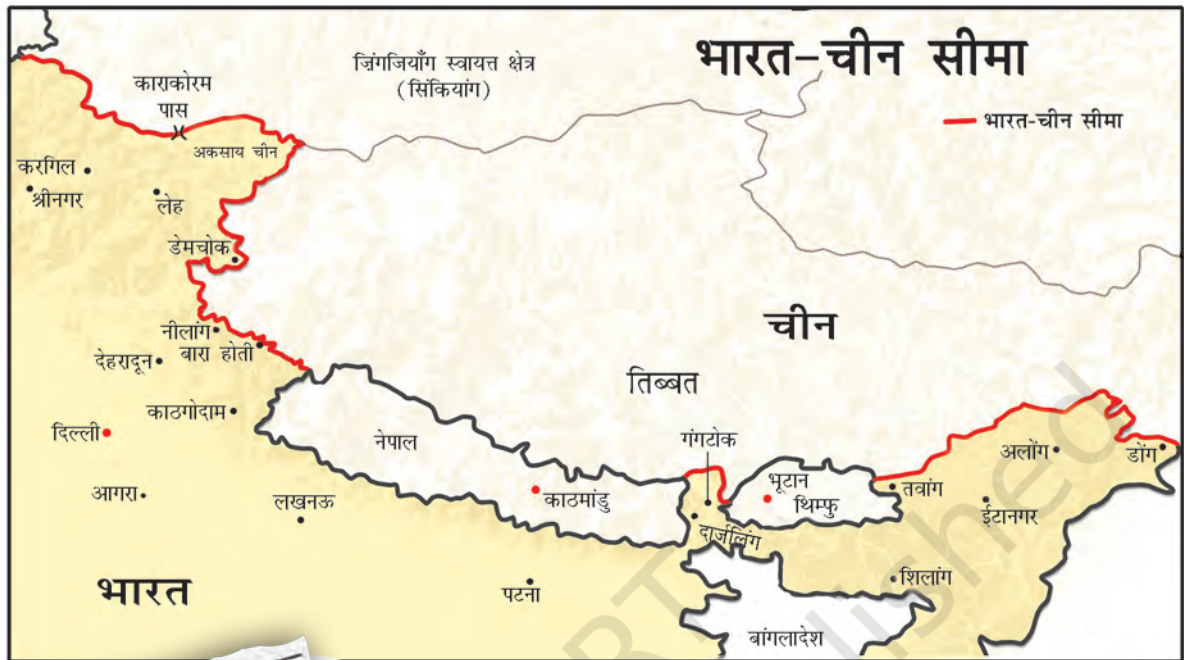 भारत-चीन सीमा
ज़िंगजियाँग स्वायत्त क्षेत्र
(सिंकियांग)
भारत-चीन सीमा
काराकोरम
पास
अकसाय चीन
करगिल
श्रीनगर
लेह
डेमचोक
चीन
नीलांग
बारा होती
देहरादून
तिब्बत
काठगोदाम
दिल्ली
नेपाल
गंगटोक
अलोंग
डोंग
आगरा
लखनऊ
काठमांडु
भूटान
थिम्फु
तवांग
ईटानगर
दार्जलिंग
भारत
पटना
शिलांग
बांगलादेश